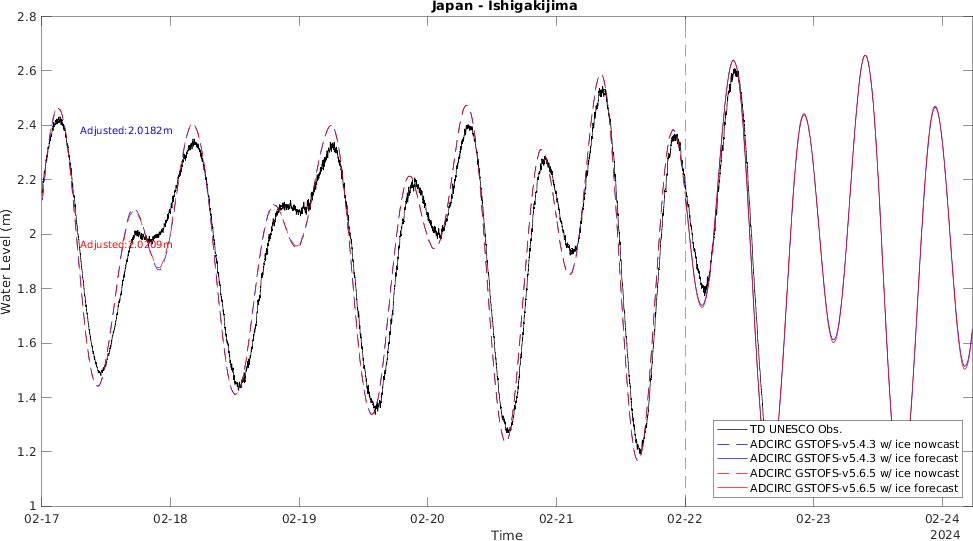 Japan - Ishigakijima
2.8
2.6
2.4
2.2
2
1.8
1.6
1.4
1.2
1
Water Level (m)
Adjusted:2.0182m
Adjusted:2.0209m
TD UNESCO Obs.
ADCIRC GSTOFS-v5.4.3 w/ ice nowcast
ADCIRC GSTOFS-v5.4.3 w/ ice forecast
ADCIRC GSTOFS-v5.6.5 w/ ice nowcast
ADCIRC GSTOFS-v5.6.5 w/ ice forecast
02-17 02-18 02-19 02-20 02-21 02-22 02-23 02-24
Time
2024